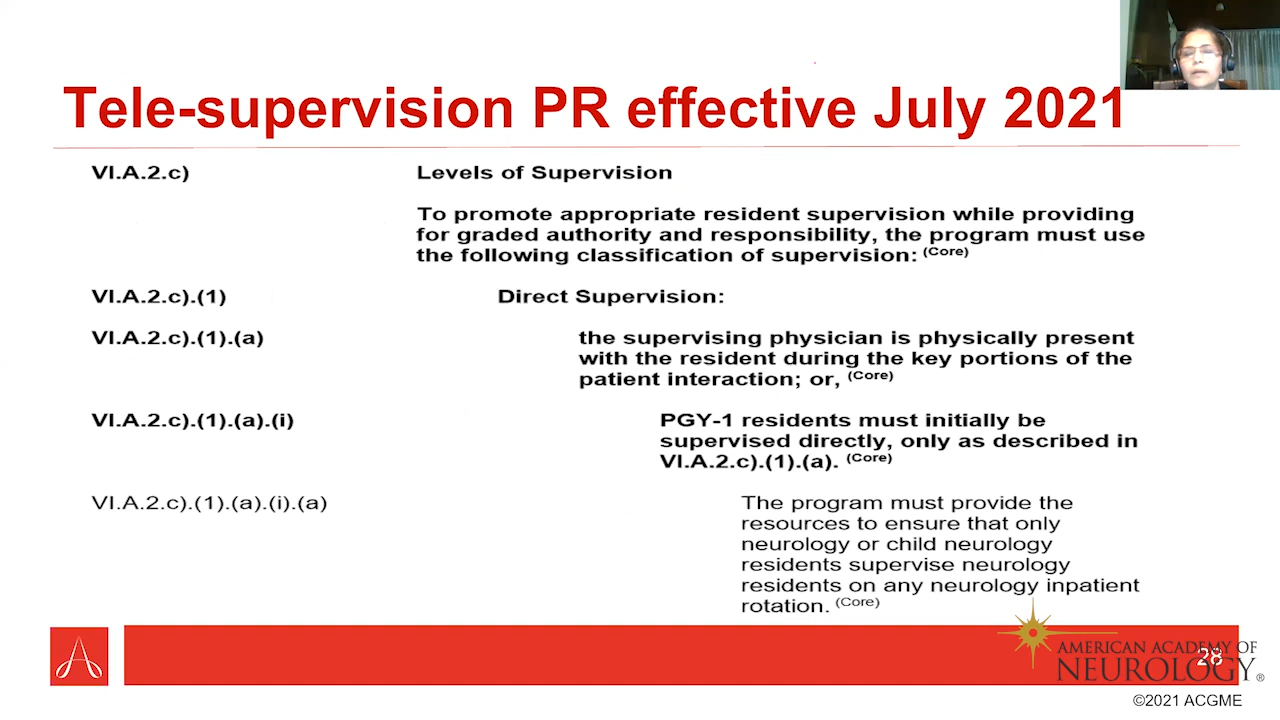 Tele-supervision PR effective July 2021
VI.A.2.c)
Levels of Supervision
To promote appropriate resident supervision while providing
for graded authority and responsibility, the program must use
the following classification of supervision: (Core)
VI.A.2.c).(1)
Direct Supervision:
VI.A.2.c).(1).(a)
the supervising physician is physically present
with the resident during the key portions of the
patient interaction; or, (Core)
VI.A.2.c).(1).(a).(i)
PGY-1 residents must initially be
supervised directly, only as described in
VI.A.2.c).(1).(a). (Core)
VI.A.2.c).(1).(a).(i).(a)
The program must provide the
resources to ensure that only
neurology or child neurology
residents supervise neurology
residents on any neurology inpatient
rotation. (Core)
28
AMERICAN ACADEMY OF
NEUROLOGY®
©2021 ACGME